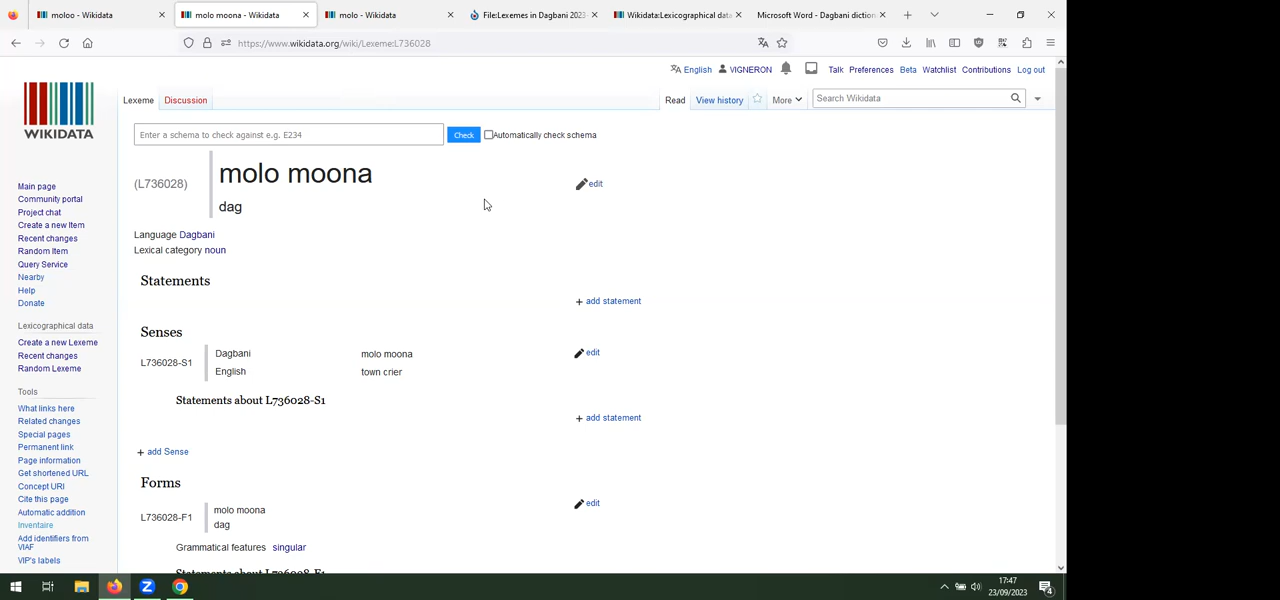 moloo - Wikidata
molo moona - Wikidata
molo - Wikidata
File:Lexemes in Dagbani 2023-
Wikidata:Lexicographical data
Microsoft Word - Dagbani diction
https://www.wikidata.org/wiki/Lexeme:L736028
English VIGNERON Talk Preferences Beta Watchlist Contributions Log out
WIKIDATA
Lexeme Discussion Read View history More Search Wikidata
Enter a schema to check against e.g. E234 Check Automatically check schema
(L736028) molo moona edit
dag
Language Dagbani
Lexical category noun
Statements
+ add statement
Senses
L736028-S1
Dagbani molo moona edit
English town crier
Statements about L736028-S1
+ add statement
+ add Sense
Forms
L736028-F1
molo moona edit
dag
Grammatical features singular
Statements about L736028-F1
Main page
Community portal
Project chat
Create a new Item
Recent changes
Random Item
Query Service
Nearby
Help
Donate
Lexicographical data
Create a new Lexeme
Recent changes
Random Lexeme
Tools
What links here
Related changes
Special pages
Permanent link
Page information
Get shortened URL
Concept URI
Cite this page
Automatic addition
Inventaire
Add identifiers from
VIAF
VIP's labels
17:47
23/09/2023
4